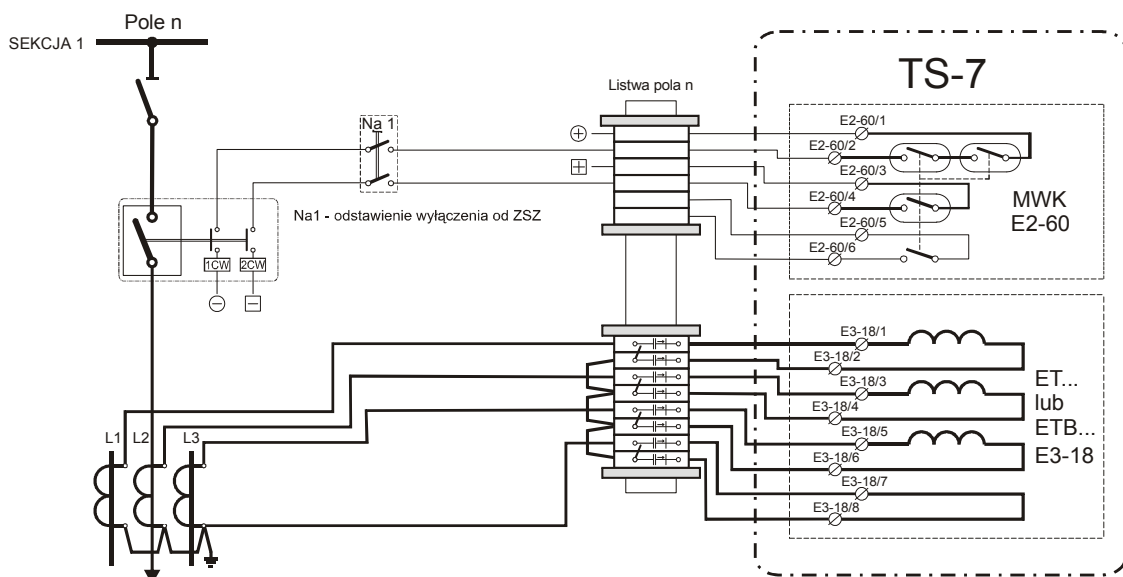 Pole n
SEKCJA 1
TS-7
Listwa pola n
Na 1
E2-60/1
E2-60/2
E2-60/3
E2-60/4
E2-60/5
E2-60/6
MWK
E2-60
Na1 - odstawienie wyłączenia od ZSZ
1CW
2CW
E3-18/1
E3-18/2
E3-18/3
E3-18/4
E3-18/5
E3-18/6
E3-18/7
E3-18/8
ET...
lub
ETB...
E3-18
L1 L2 L3